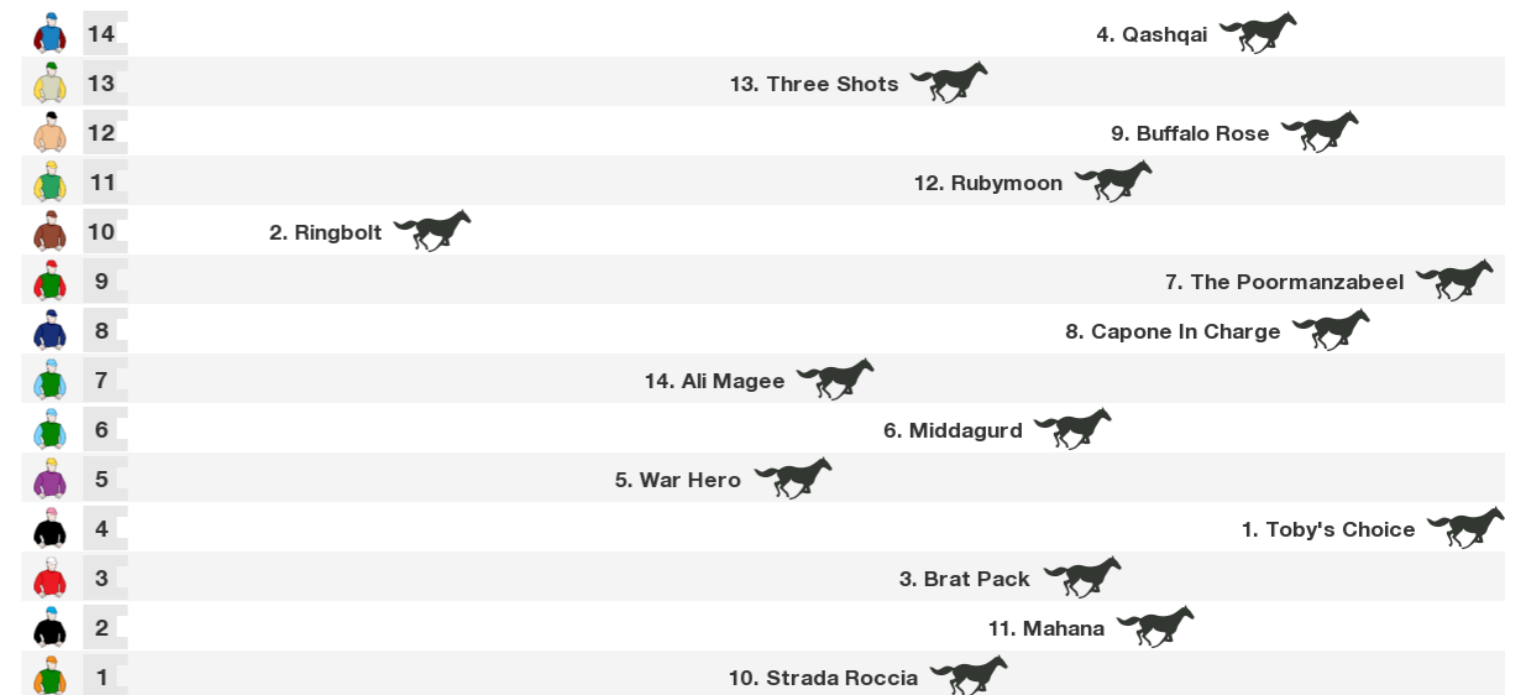 14 4. Qashqai
13 13. Three Shots
12 9. Buffalo Rose
11 12. Rubymoon
10 2. Ringbolt
9 7. The Poormanzabeel
8 8. Capone In Charge
7 14. Ali Magee
6 6. Middagurd
5 5. War Hero
4 1. Toby's Choice
3 3. Brat Pack
2 11. Mahana
1 10. Strada Roccia